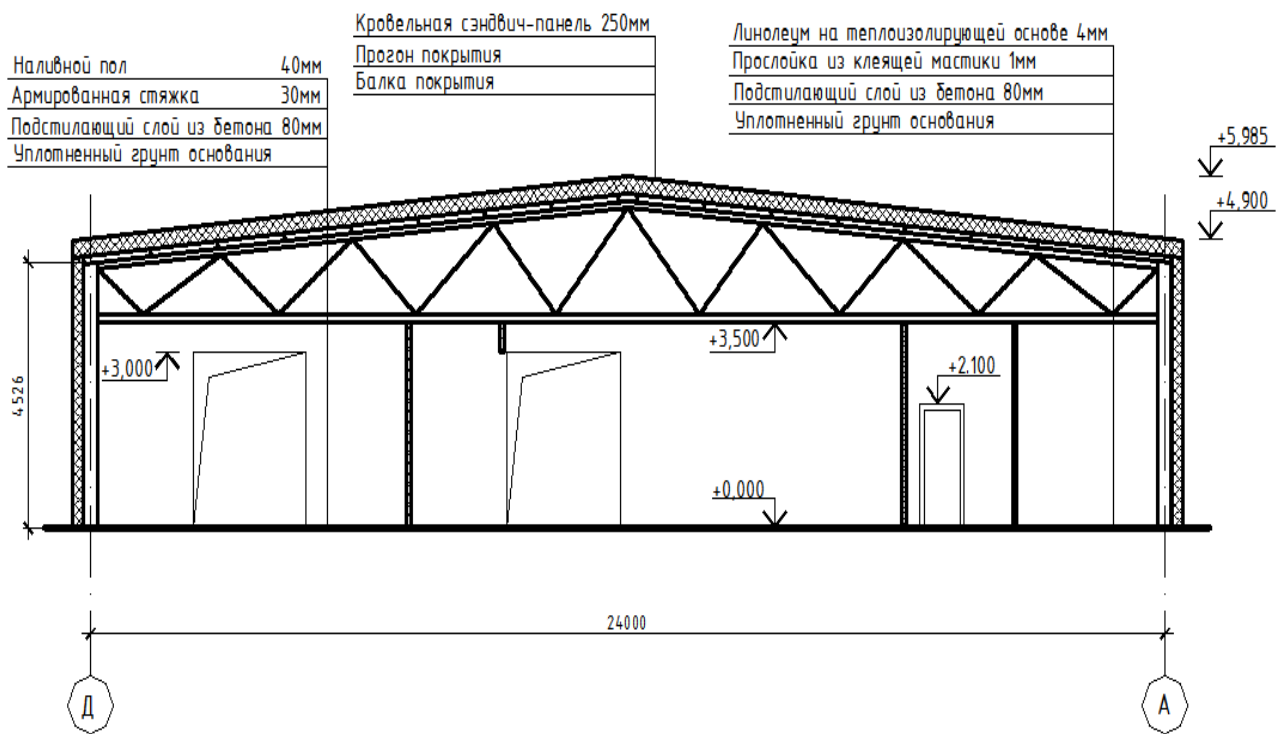 Кровельная сэндвич-панель 250мм
Прогон покрытия
Балка покрытия
Линолеум на теплоизолирующей основе 4мм
Прослойка из клеящей мастики 1мм
Подстилающий слой из бетона 80мм
Уплотненный грунт основания
Наливной пол 40мм
Армированная стяжка 30мм
Подстилающий слой из бетона 80мм
Уплотненный грунт основания
+5,985
+4,900
+3,500
+3,000
+2.100
4526
+0,000
24000
Д
А